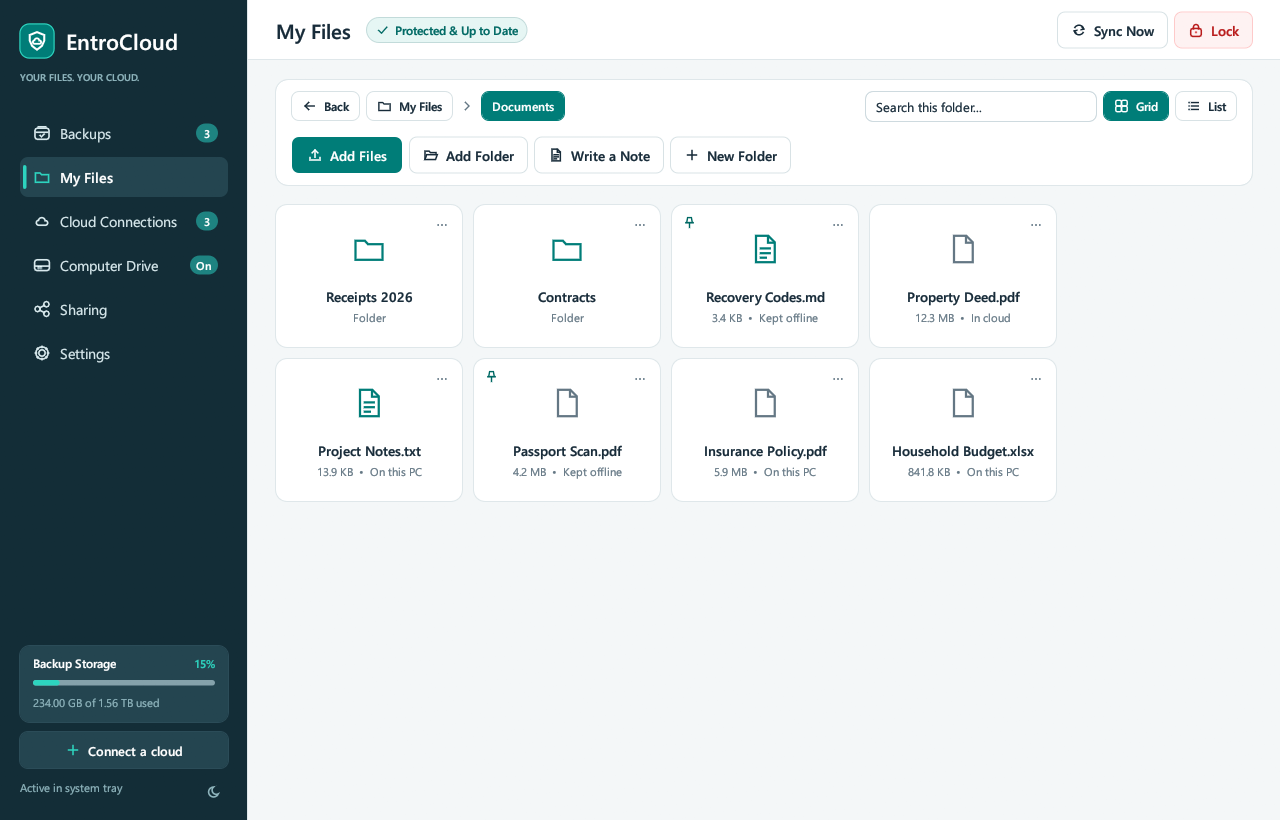 EntroCloud
YOUR FILES. YOUR CLOUD.
Backups 3
My Files
Cloud Connections 3
Computer Drive On
Sharing
Settings
Backup Storage 15%
234.00 GB of 1.56 TB used
+ Connect a cloud
Active in system tray
My Files
Protected & Up to Date
Sync Now
Lock
Back
My Files
Documents
Search this folder...
Grid
List
Add Files
Add Folder
Write a Note
+ New Folder
...
Receipts 2026
Folder
...
Contracts
Folder
...
Recovery Codes.md
3.4 KB • Kept offline
...
Property Deed.pdf
12.3 MB • In cloud
...
Project Notes.txt
13.9 KB • On this PC
...
Passport Scan.pdf
4.2 MB • Kept offline
...
Insurance Policy.pdf
5.9 MB • On this PC
...
Household Budget.xlsx
841.8 KB • On this PC